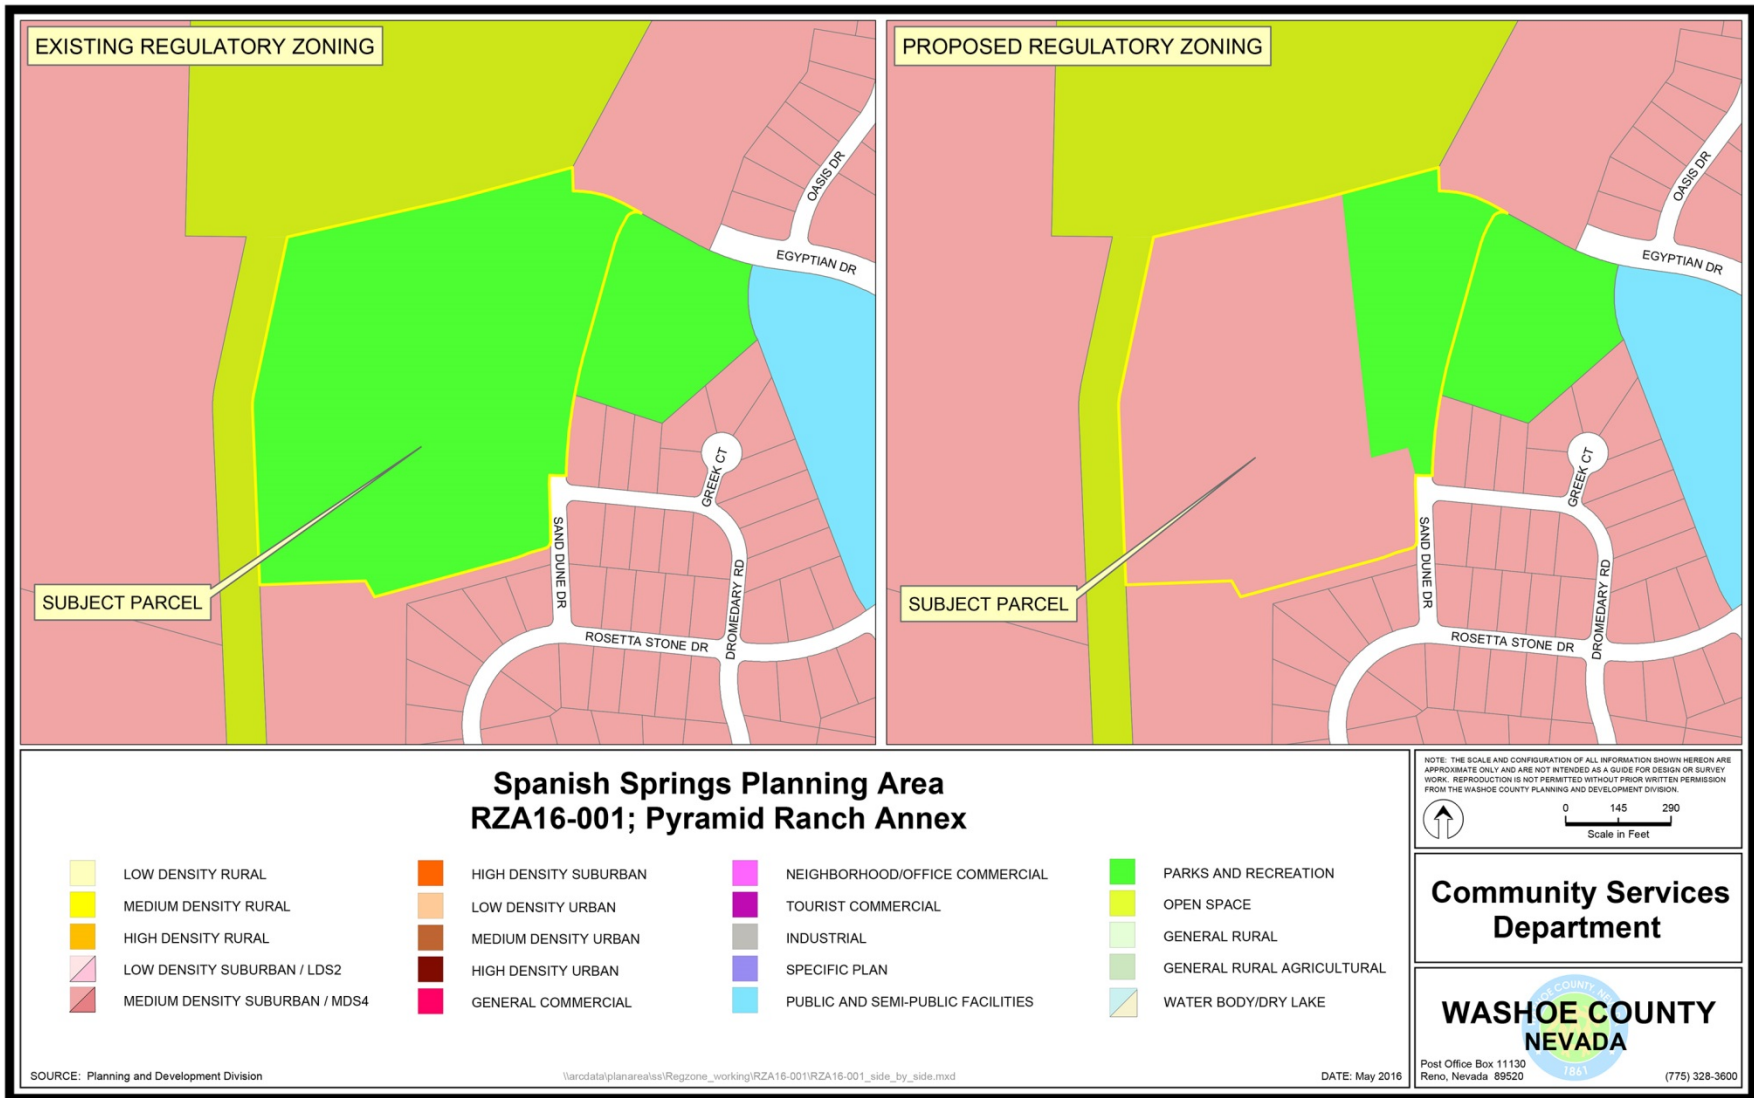 EXISTING REGULATORY ZONING
OASIS DR
EGYPTIAN DR
GREEK CT
SAND DUNE DR
DROMEDARY RD
ROSETTA STONE DR
SUBJECT PARCEL
PROPOSED REGULATORY ZONING
OASIS DR
EGYPTIAN DR
GREEK CT
SAND DUNE DR
DROMEDARY RD
ROSETTA STONE DR
SUBJECT PARCEL
Spanish Springs Planning Area
RZA16-001; Pyramid Ranch Annex
LOW DENSITY RURAL
MEDIUM DENSITY RURAL
HIGH DENSITY RURAL
LOW DENSITY SUBURBAN / LDS2
MEDIUM DENSITY SUBURBAN / MDS4
HIGH DENSITY SUBURBAN
LOW DENSITY URBAN
MEDIUM DENSITY URBAN
HIGH DENSITY URBAN
GENERAL COMMERCIAL
NEIGHBORHOOD/OFFICE COMMERCIAL
TOURIST COMMERCIAL
INDUSTRIAL
SPECIFIC PLAN
PUBLIC AND SEMI-PUBLIC FACILITIES
PARKS AND RECREATION
OPEN SPACE
GENERAL RURAL
GENERAL RURAL AGRICULTURAL
WATER BODY/DRY LAKE
SOURCE: Planning and Development Division
\\arcdata\planarea\ss\Regzone_working\RZA16-001\RZA16-001_side_by_side.mxd
DATE: May 2016
NOTE: THE SCALE AND CONFIGURATION OF ALL INFORMATION SHOWN HEREON ARE
APPROXIMATE ONLY AND ARE NOT INTENDED AS A GUIDE FOR DESIGN OR SURVEY
WORK. REPRODUCTION IS NOT PERMITTED WITHOUT PRIOR WRITTEN PERMISSION
FROM THE WASHOE COUNTY PLANNING AND DEVELOPMENT DIVISION.
0 145 290
Scale in Feet
Community Services
Department
WASHOE COUNTY
NEVADA
1861
Post Office Box 11130
Reno, Nevada 89520
(775) 328-3600